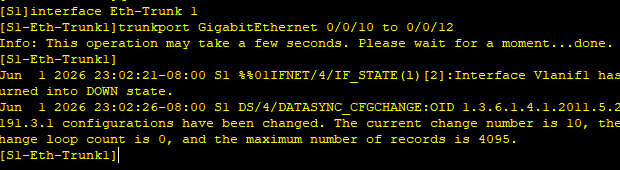 [S1]interface Eth-Trunk 1
[S1-Eth-Trunk1]trunkport GigabitEthernet 0/0/10 to 0/0/12
Info: This operation may take a few seconds. Please wait for a moment...done.
[S1-Eth-Trunk1]
Jun  1 2026 23:02:21-08:00 S1 %%01IFNET/4/IF_STATE(l)[2]:Interface Vlanif1 has
urned into DOWN state.
Jun  1 2026 23:02:26-08:00 S1 DS/4/DATASYNC_CFGCHANGE:OID 1.3.6.1.4.1.2011.5.2
191.3.1 configurations have been changed. The current change number is 10, the
hange loop count is 0, and the maximum number of records is 4095.
[S1-Eth-Trunk1]